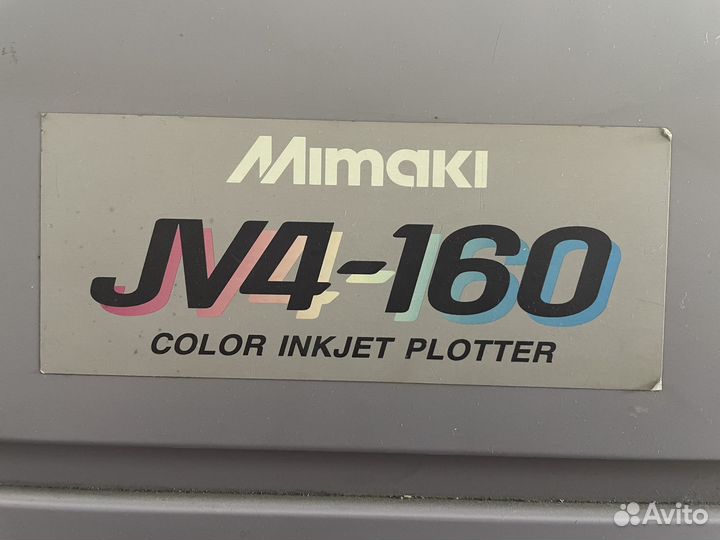 Mimaki
JV4-160
COLOR INKJET PLOTTER
Avito